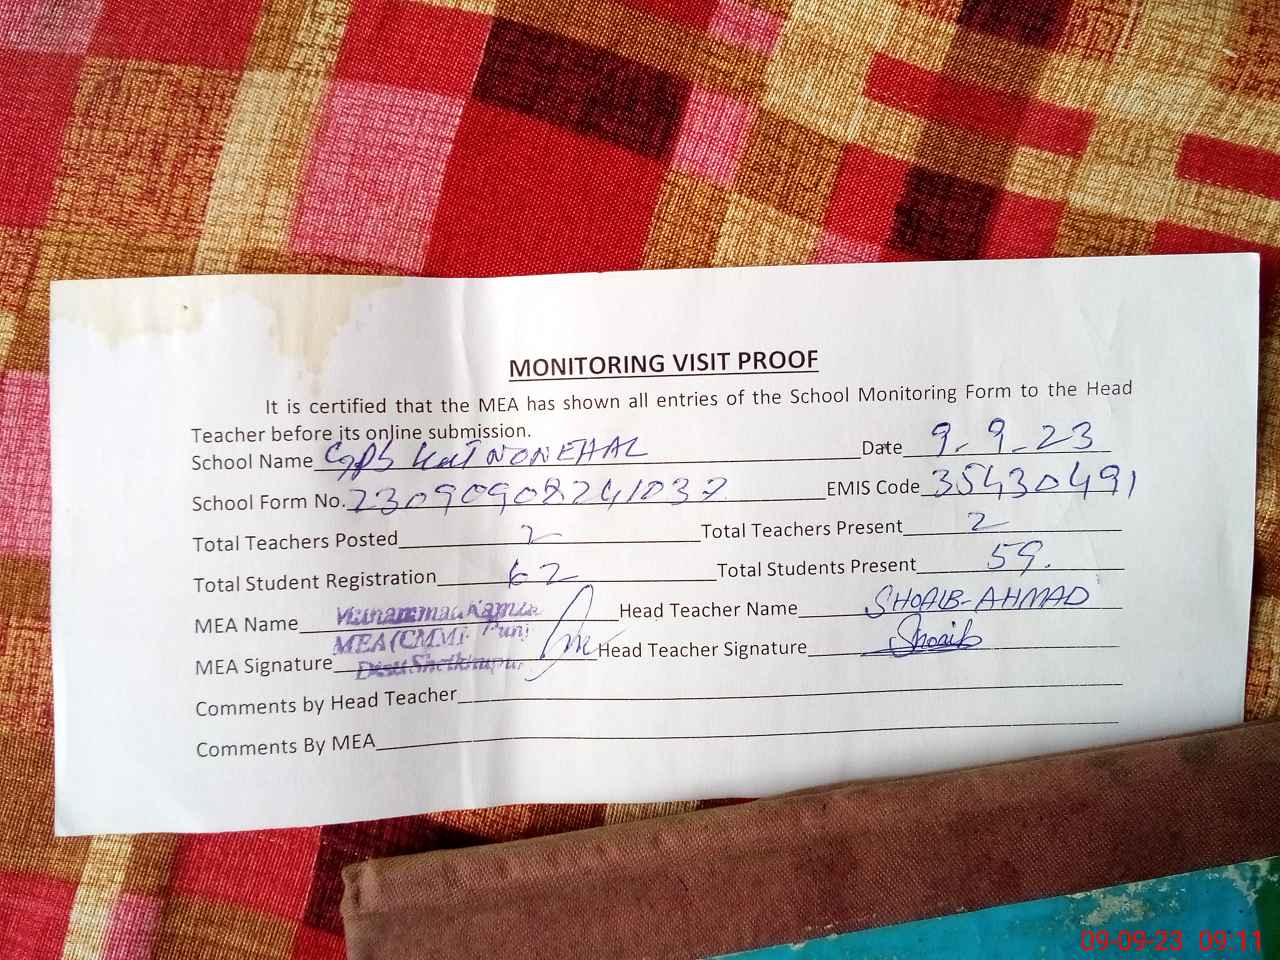 MONITORING VISIT PROOF
It is certified that the MEA has shown all entries of the School Monitoring Form to the Head
Teacher before its online submission.
School Name GPS Kot NONEHAL Date 9-9-23
School Form No. EMIS Code 35430491
Total Teachers Posted 2 Total Teachers Present 2
Total Student Registration 62 Total Students Present 59.
MEA Name Muhammad Head Teacher Name SHOAIB-AHMAD
MEA (CMM)
MEA Signature Head Teacher Signature Shoaib
Comments by Head Teacher
Comments By MEA
09-09-23 09:11